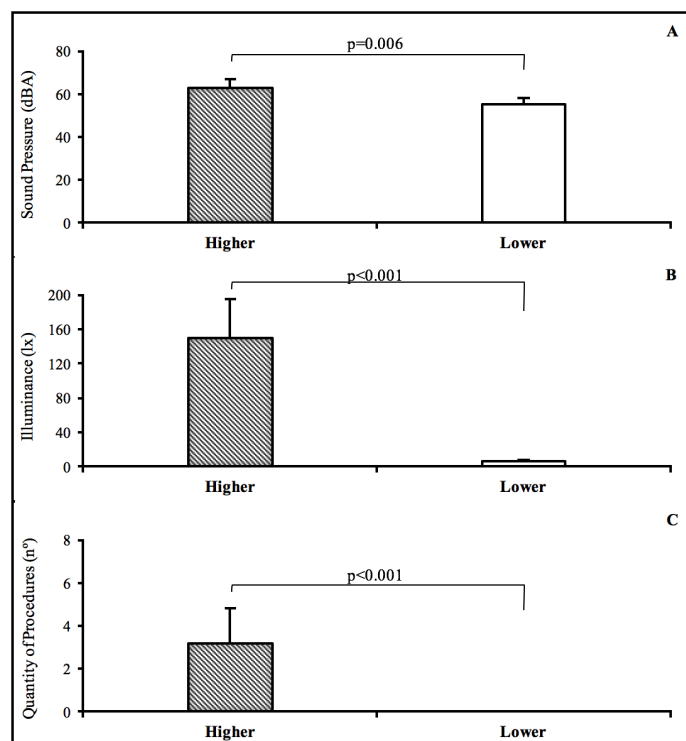 A
p=0.006
Sound Pressure (dBA)
80
60
40
20
0
Higher Lower
B
p<0.001
Illuminance (lx)
200
160
120
80
40
0
Higher Lower
C
p<0.001
Quantity of Procedures (nº)
8
6
4
2
0
Higher Lower